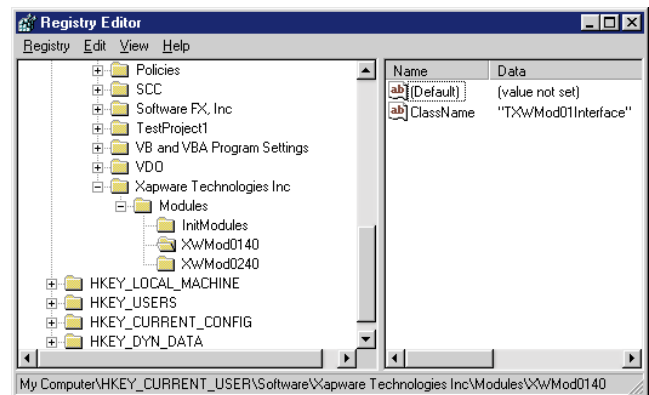 Registry Editor
Registry Edit View Help
Policies
SCC
Software FX, Inc
TestProject1
VB and VBA Program Settings
VDO
Xapware Technologies Inc
Modules
InitModules
XWMod0140
XWMod0240
HKEY_LOCAL_MACHINE
HKEY_USERS
HKEY_CURRENT_CONFIG
HKEY_DYN_DATA
Name Data
ab (Default) (value not set)
ab ClassName "TXWMod01Interface"
My Computer\HKEY_CURRENT_USER\Software\Xapware Technologies Inc\Modules\XWMod0140